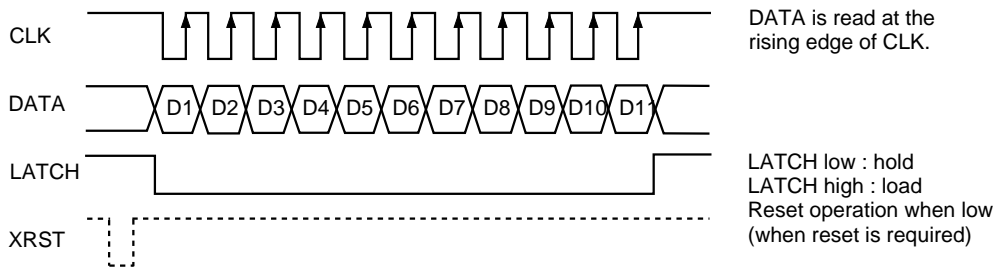 CLK
DATA is read at the
rising edge of CLK.
DATA
D1 D2 D3 D4 D5 D6 D7 D8 D9 D10 D11
LATCH
LATCH low : hold
LATCH high : load
XRST
Reset operation when low
(when reset is required)